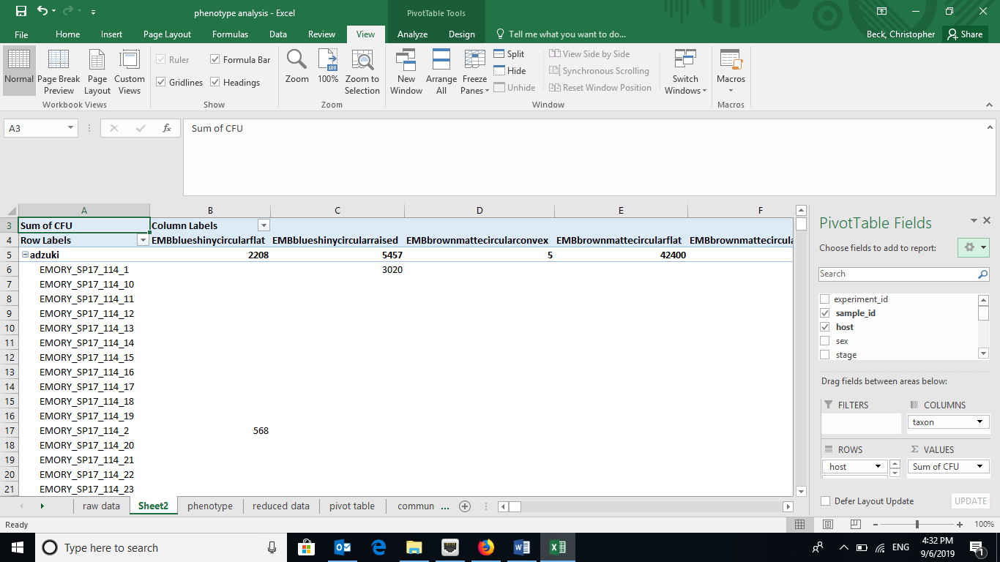 phenotype analysis - Excel
PivotTable Tools
File Home Insert Page Layout Formulas Data Review View Analyze Design Tell me what you want to do... Beck, Christopher Share
Normal Page Break Preview Page Layout Custom Views
Workbook Views
Ruler Formula Bar
Gridlines Headings
Show
Zoom 100% Zoom to Selection
Zoom
New Window Arrange All Freeze Panes
Split
Hide
Unhide
View Side by Side
Synchronous Scrolling
Reset Window Position
Switch Windows
Window
Macros
Macros
A3 fx Sum of CFU
A B C D E F
3 Sum of CFU Column Labels
4 Row Labels EMBblueshinycircularflat EMBblueshinycircularraised EMBbrownmattecircularconvex EMBbrownmattecircularflat EMBbrownmattecircula
5 adzuki 2208 5457 5 42400
6 EMORY_SP17_114_1 3020
7 EMORY_SP17_114_10
8 EMORY_SP17_114_11
9 EMORY_SP17_114_12
10 EMORY_SP17_114_13
11 EMORY_SP17_114_14
12 EMORY_SP17_114_15
13 EMORY_SP17_114_16
14 EMORY_SP17_114_17
15 EMORY_SP17_114_18
16 EMORY_SP17_114_19
17 EMORY_SP17_114_2 568
18 EMORY_SP17_114_20
19 EMORY_SP17_114_21
20 EMORY_SP17_114_22
21 EMORY_SP17_114_23
PivotTable Fields
Choose fields to add to report:
Search
experiment_id
sample_id
host
sex
stage
Drag fields between areas below:
FILTERS COLUMNS
taxon
ROWS Σ VALUES
host Sum of CFU
Defer Layout Update UPDATE
raw data Sheet2 phenotype reduced data pivot table commun ...
Ready 100%
Type here to search
ENG
4:32 PM
9/6/2019
1